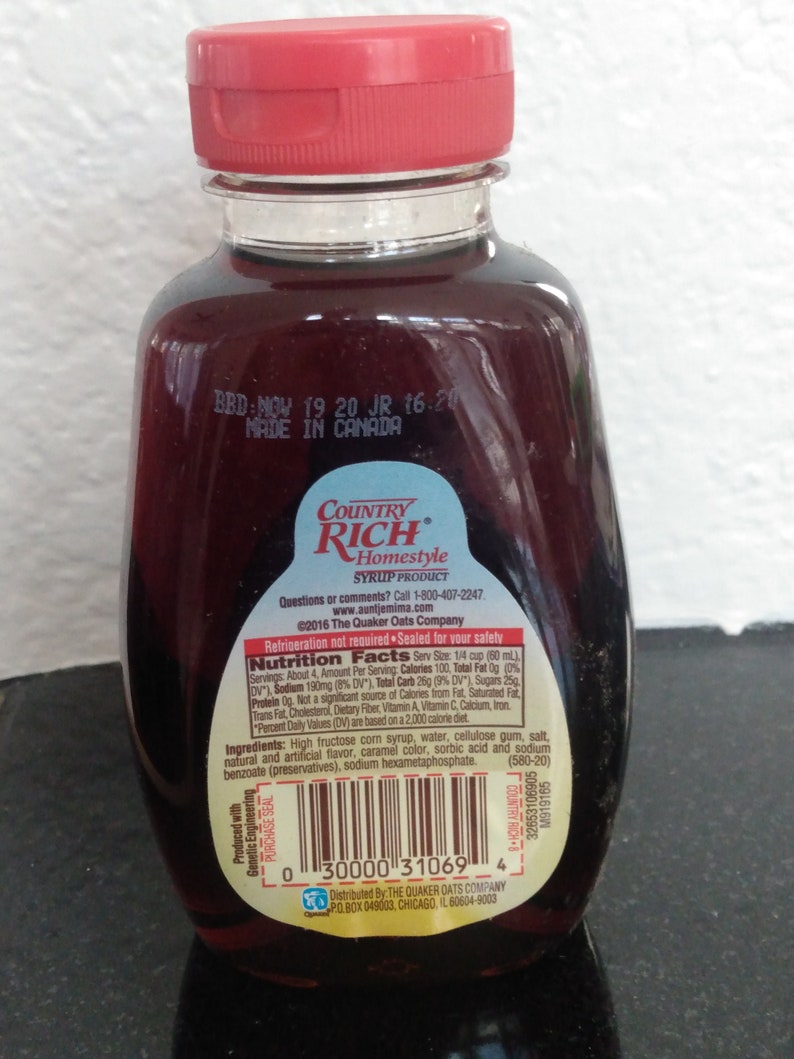 BBD:NOV 19 20 JR 16:20
MADE IN CANADA
COUNTRY
RICH®
Homestyle
SYRUP PRODUCT
Questions or comments? Call 1-800-407-2247.
www.auntjemima.com
©2016 The Quaker Oats Company
Refrigeration not required • Sealed for your safety
Nutrition Facts Serv Size: 1/4 cup (60 mL),
Servings: About 4, Amount Per Serving: Calories 100, Total Fat 0g (0%
DV*), Sodium 190mg (8% DV*), Total Carb 26g (9% DV*), Sugars 25g,
Protein 0g. Not a significant source of Calories from Fat, Saturated Fat,
Trans Fat, Cholesterol, Dietary Fiber, Vitamin A, Vitamin C, Calcium, Iron.
*Percent Daily Values (DV) are based on a 2,000 calorie diet.
Ingredients: High fructose corn syrup, water, cellulose gum, salt,
natural and artificial flavor, caramel color, sorbic acid and sodium
benzoate (preservatives), sodium hexametaphosphate. (580-20)
Produced with
Genetic Engineering
PURCHASE SEAL
COUNTRY RICH • 8
32653106905
M919165
0 30000 31069 4
QUAKER
Distributed By:THE QUAKER OATS COMPANY
P.O.BOX 049003, CHICAGO, IL 60604-9003